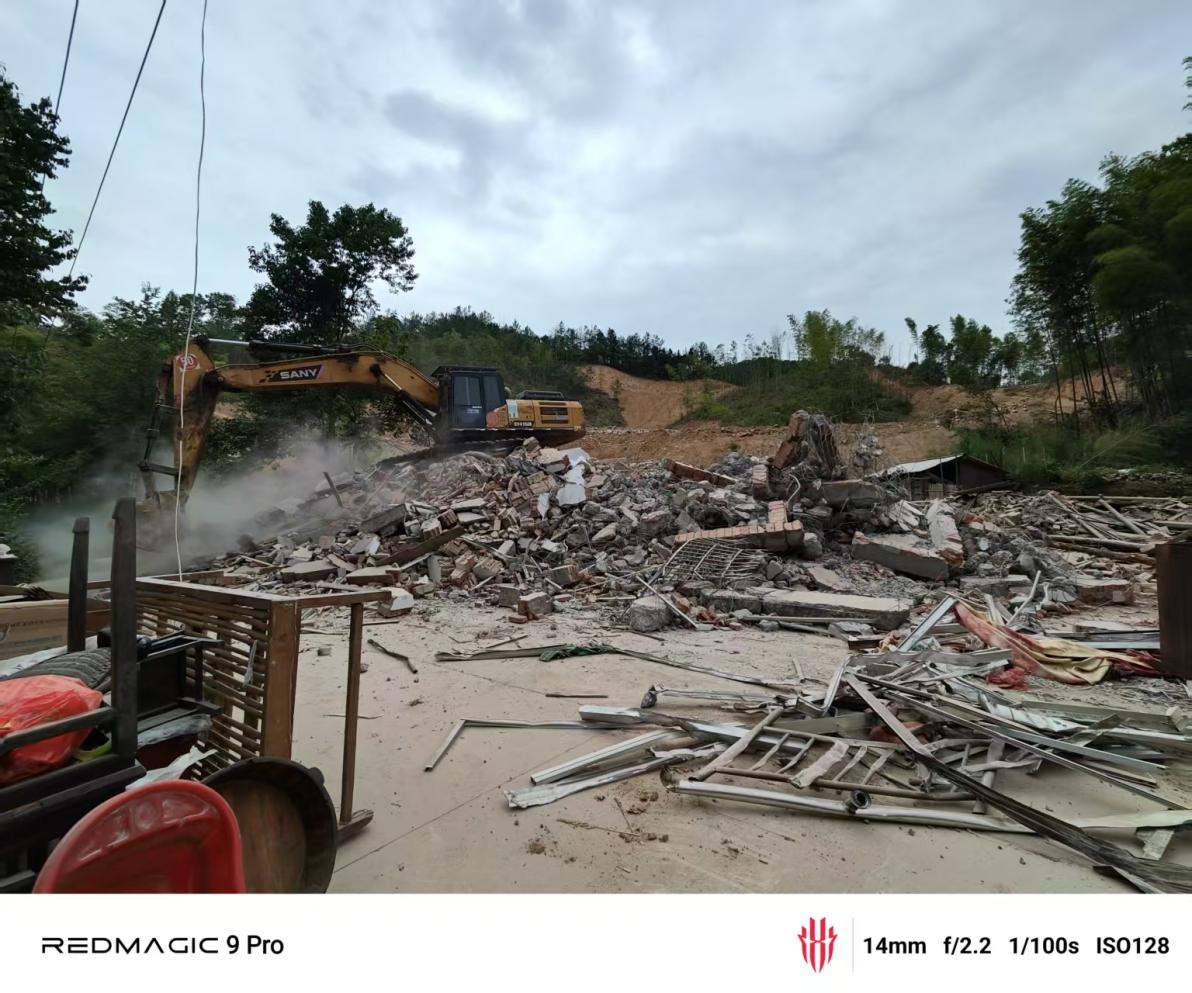 SANY
REDMAGIC 9 Pro
14mm f/2.2 1/100s ISO128